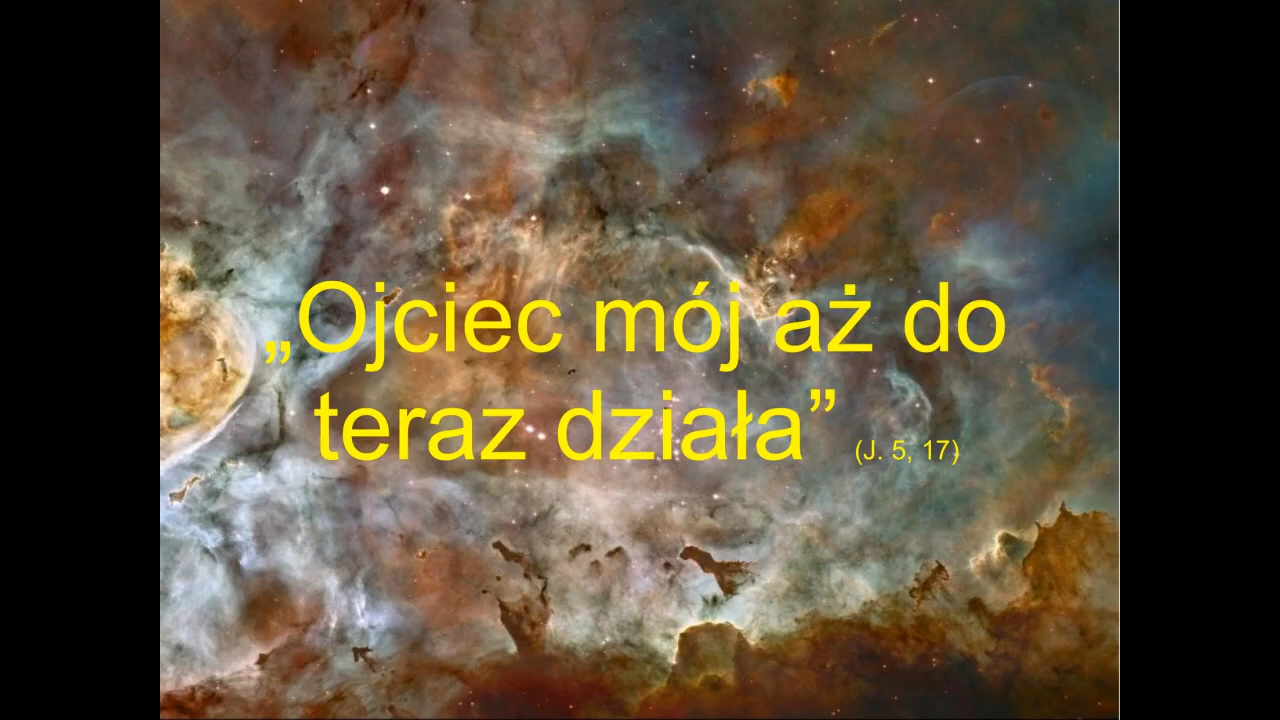 „Ojciec mój aż do
teraz działa” (J. 5, 17)